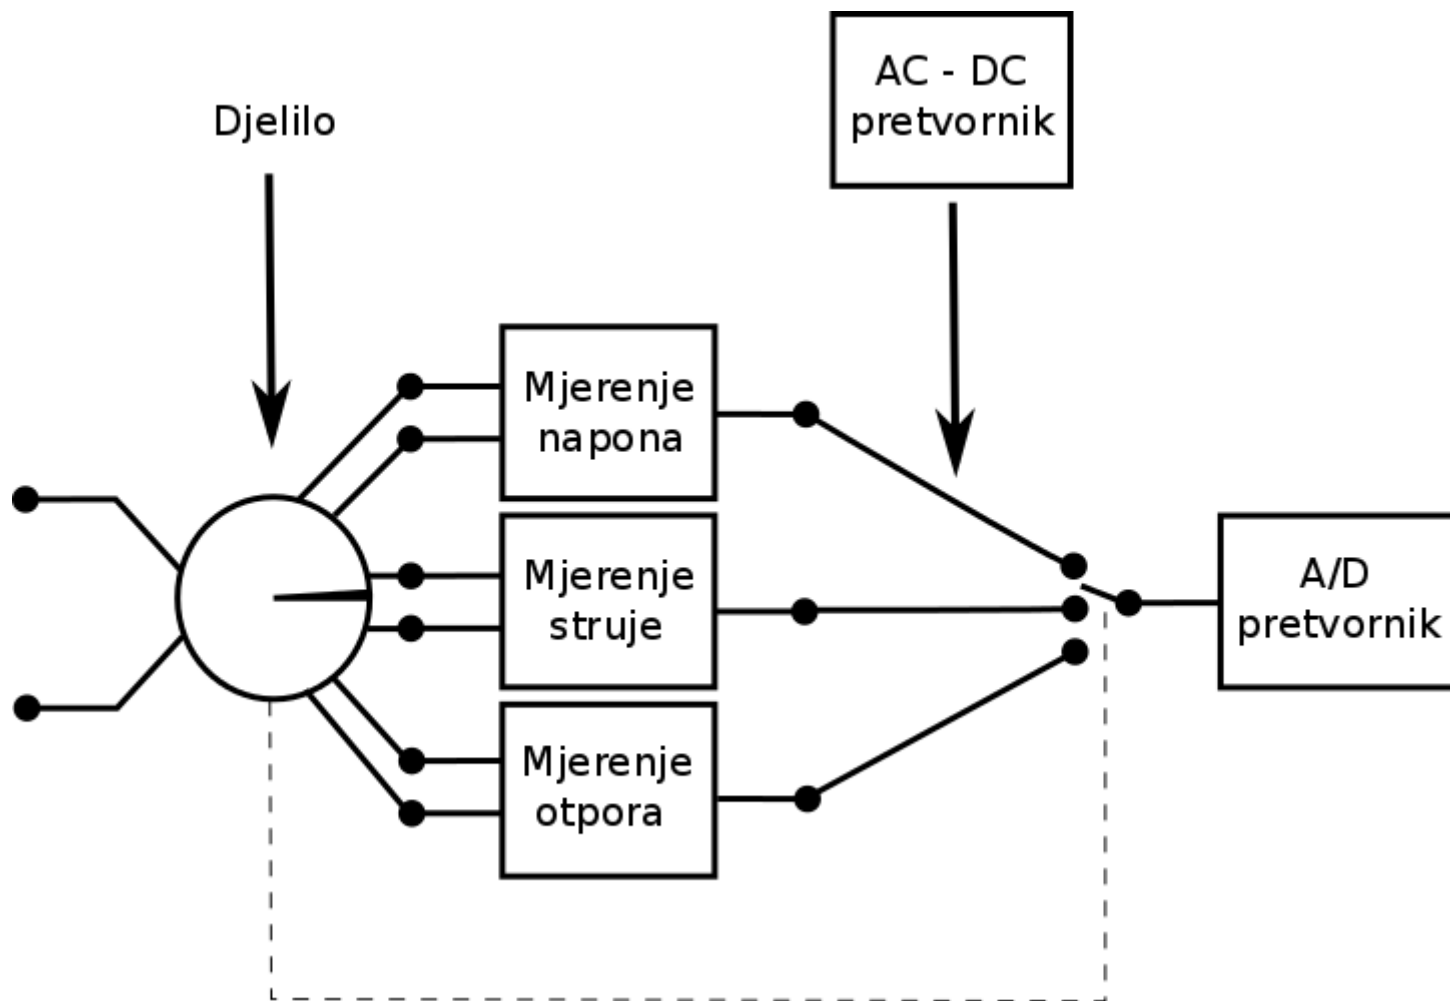 AC - DC
pretvornik
Djelilo
Mjerenje
napona
Mjerenje
struje
Mjerenje
otpora
A/D
pretvornik